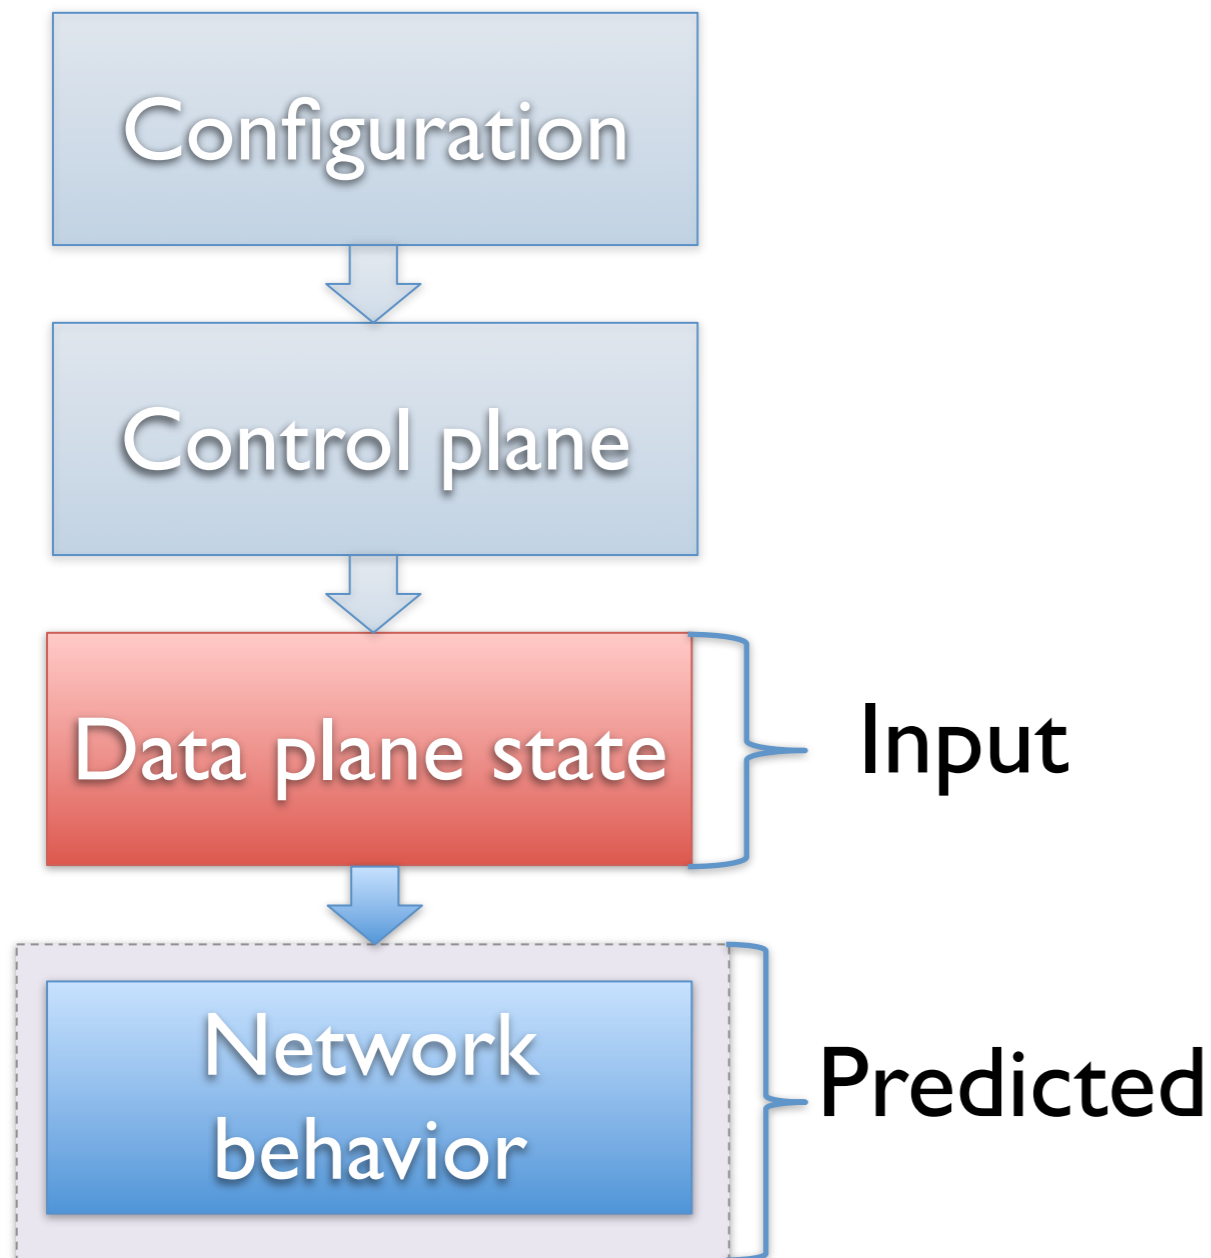 Configuration
Control plane
Data plane state
Input
Network
behavior
Predicted